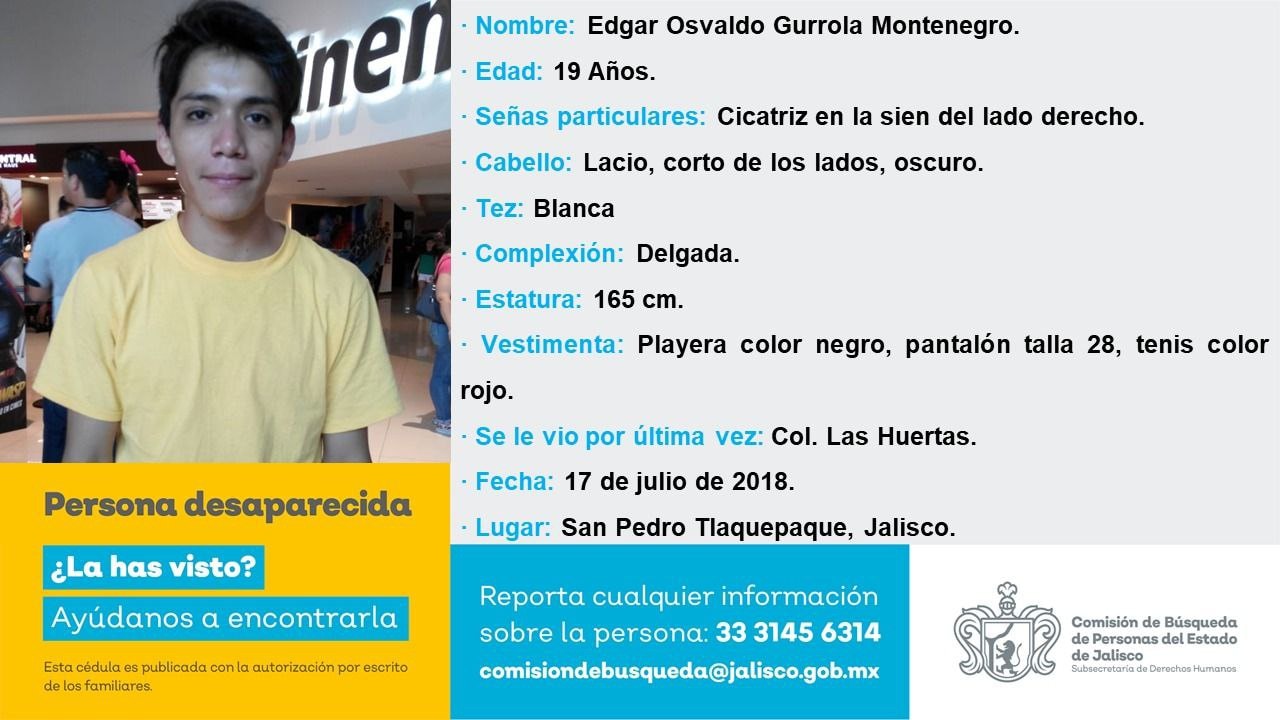 inen
NTRAL
· Nombre: Edgar Osvaldo Gurrola Montenegro.
· Edad: 19 Años.
· Señas particulares: Cicatriz en la sien del lado derecho.
· Cabello: Lacio, corto de los lados, oscuro.
· Tez: Blanca
· Complexión: Delgada.
· Estatura: 165 cm.
· Vestimenta: Playera color negro, pantalón talla 28, tenis color
rojo.
· Se le vio por última vez: Col. Las Huertas.
· Fecha: 17 de julio de 2018.
· Lugar: San Pedro Tlaquepaque, Jalisco.
Persona desaparecida
¿La has visto?
Ayúdanos a encontrarla
Esta cédula es publicada con la autorización por escrito
de los familiares.
Reporta cualquier información
sobre la persona: 33 3145 6314
comisiondebusqueda@jalisco.gob.mx
Comisión de Búsqueda
de Personas del Estado
de Jalisco
Subsecretaría de Derechos Humanos